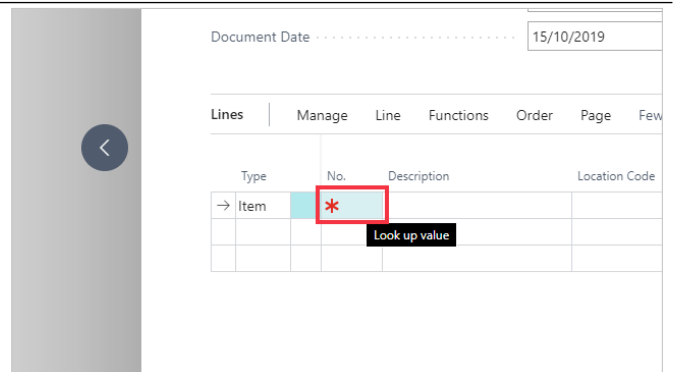 Document Date 15/10/2019
Lines Manage Line Functions Order Page Few
Type No. Description Location Code
→ Item *
Look up value